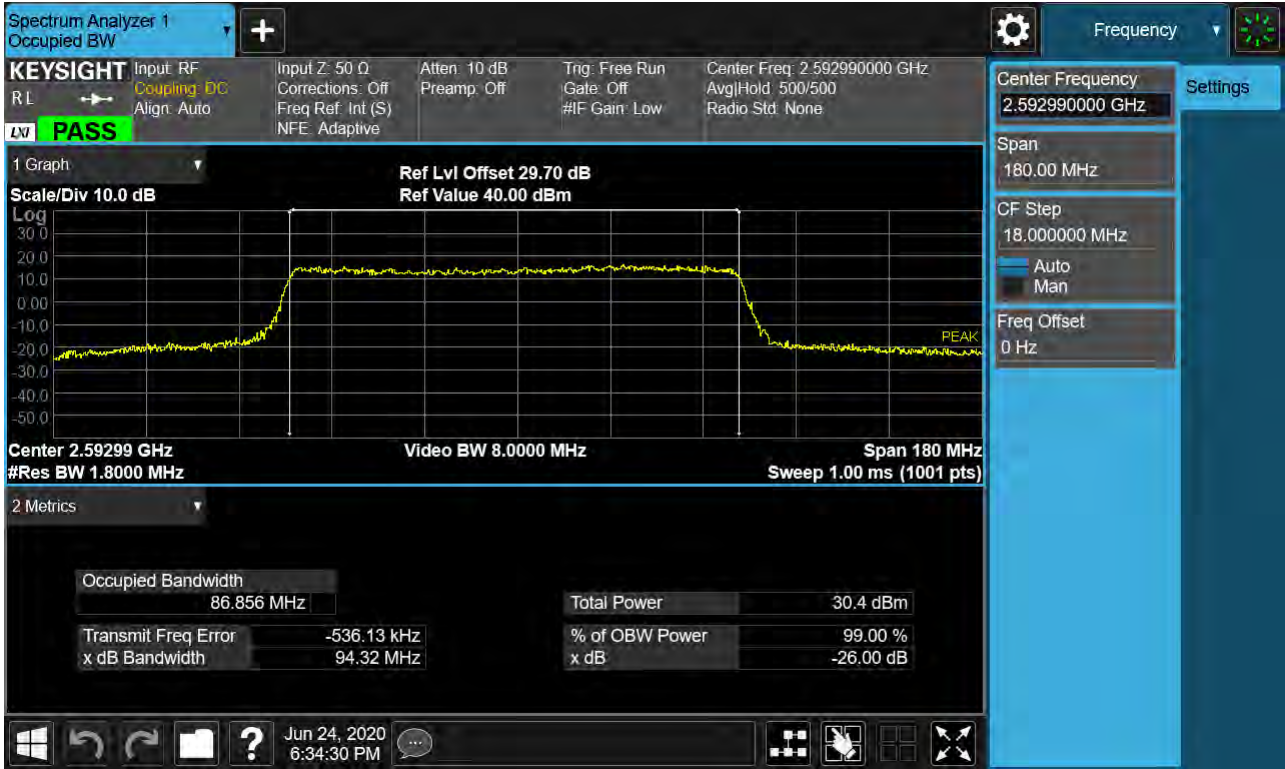 Spectrum Analyzer 1
Occupied BW
Frequency
KEYSIGHT
R L
LXI PASS
Input: RF
Coupling: DC
Align: Auto
Input Z: 50 Ω
Corrections: Off
Freq Ref: Int (S)
NFE: Adaptive
Atten: 10 dB
Preamp: Off
Trig: Free Run
Gate: Off
#IF Gain: Low
Center Freq: 2.592990000 GHz
Avg|Hold: 500/500
Radio Std: None
Center Frequency
2.592990000 GHz
Settings
Span
180.00 MHz
CF Step
18.000000 MHz
Auto
Man
Freq Offset
0 Hz
1 Graph
Scale/Div 10.0 dB
Ref Lvl Offset 29.70 dB
Ref Value 40.00 dBm
Log
30.0
20.0
10.0
0.00
-10.0
-20.0
-30.0
-40.0
-50.0
PEAK
Center 2.59299 GHz
#Res BW 1.8000 MHz
Video BW 8.0000 MHz
Span 180 MHz
Sweep 1.00 ms (1001 pts)
2 Metrics
Occupied Bandwidth
86.856 MHz
Total Power 30.4 dBm
Transmit Freq Error -536.13 kHz
% of OBW Power 99.00 %
x dB Bandwidth 94.32 MHz
x dB -26.00 dB
?
Jun 24, 2020
6:34:30 PM